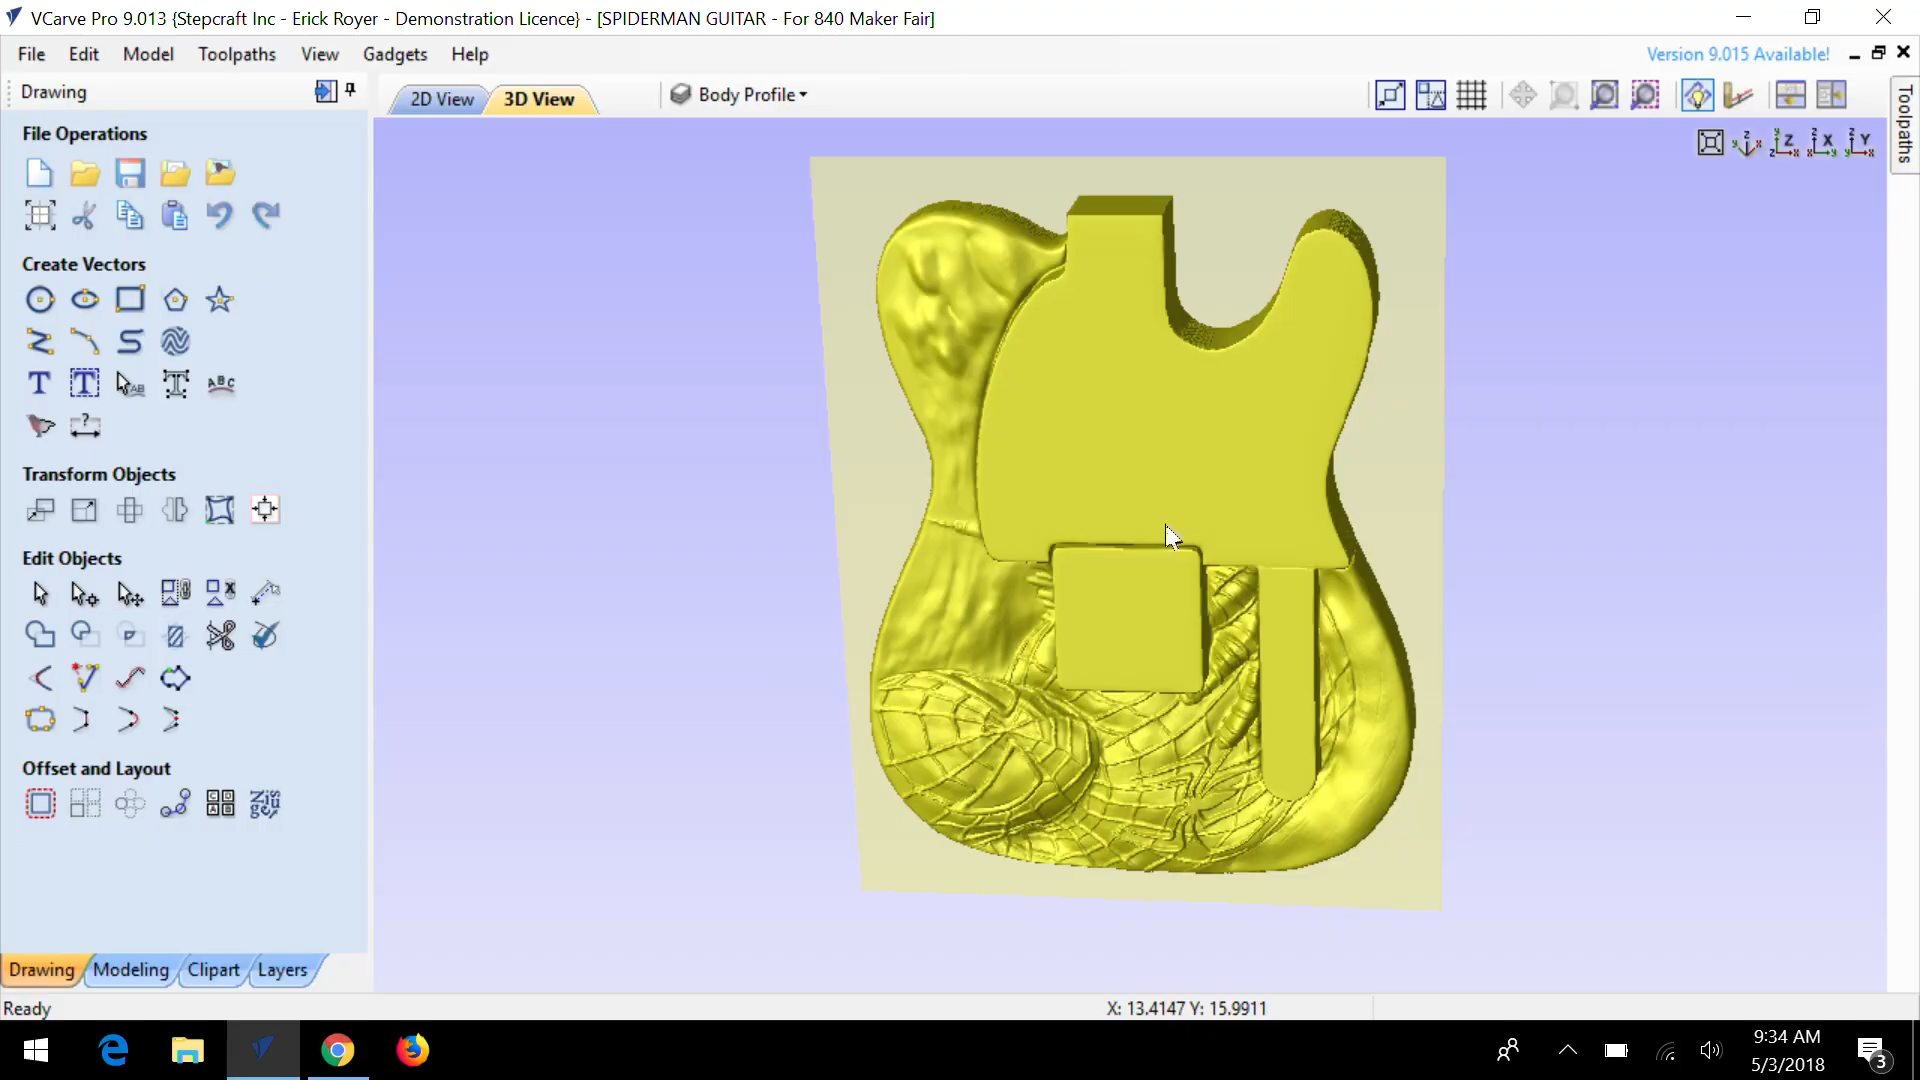 VCarve Pro 9.013 {Stepcraft Inc - Erick Royer - Demonstration Licence} - [SPIDERMAN GUITAR - For 840 Maker Fair]
File Edit Model Toolpaths View Gadgets Help
Version 9.015 Available!
Drawing
2D View
3D View
Body Profile
Toolpaths
File Operations
Create Vectors
Transform Objects
Edit Objects
Offset and Layout
Drawing Modeling Clipart Layers
Ready
X: 13.4147 Y: 15.9911
9:34 AM
5/3/2018
3